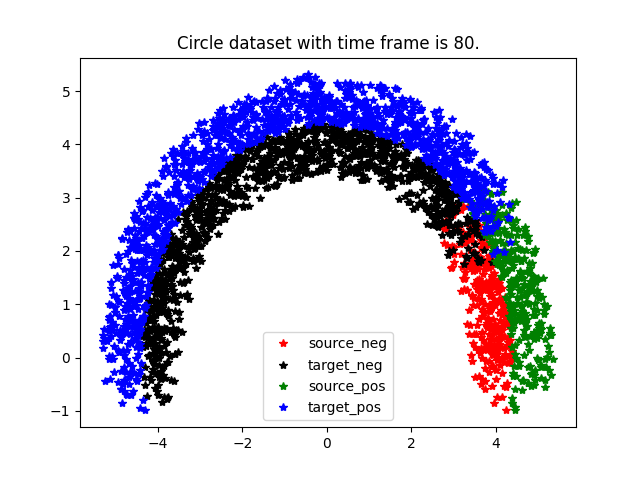 Circle dataset with time frame is 80.
5
4
3
2
1
0
−1
−4
−2
0
2
4
source_neg
target_neg
source_pos
target_pos